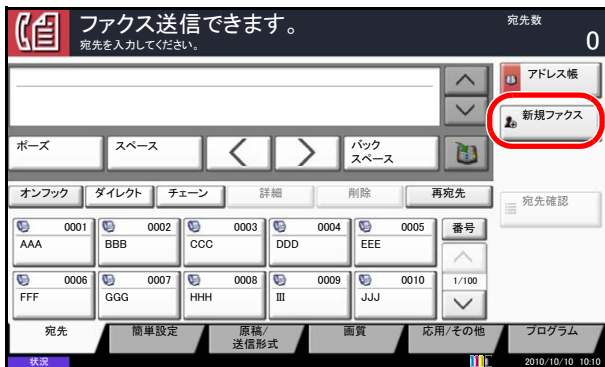 ファクス送信できます。
宛先を入力してください。
宛先数
0
アドレス帳
新規ファクス
ポーズ
スペース
バック
スペース
オンフック
ダイレクト
チェーン
詳細
削除
再宛先
宛先確認
0001
AAA
0002
BBB
0003
CCC
0004
DDD
0005
EEE
番号
0006
FFF
0007
GGG
0008
HHH
0009
III
0010
JJJ
1/100
宛先
簡単設定
原稿/
送信形式
画質
応用/その他
プログラム
状況
2010/10/10 10:10